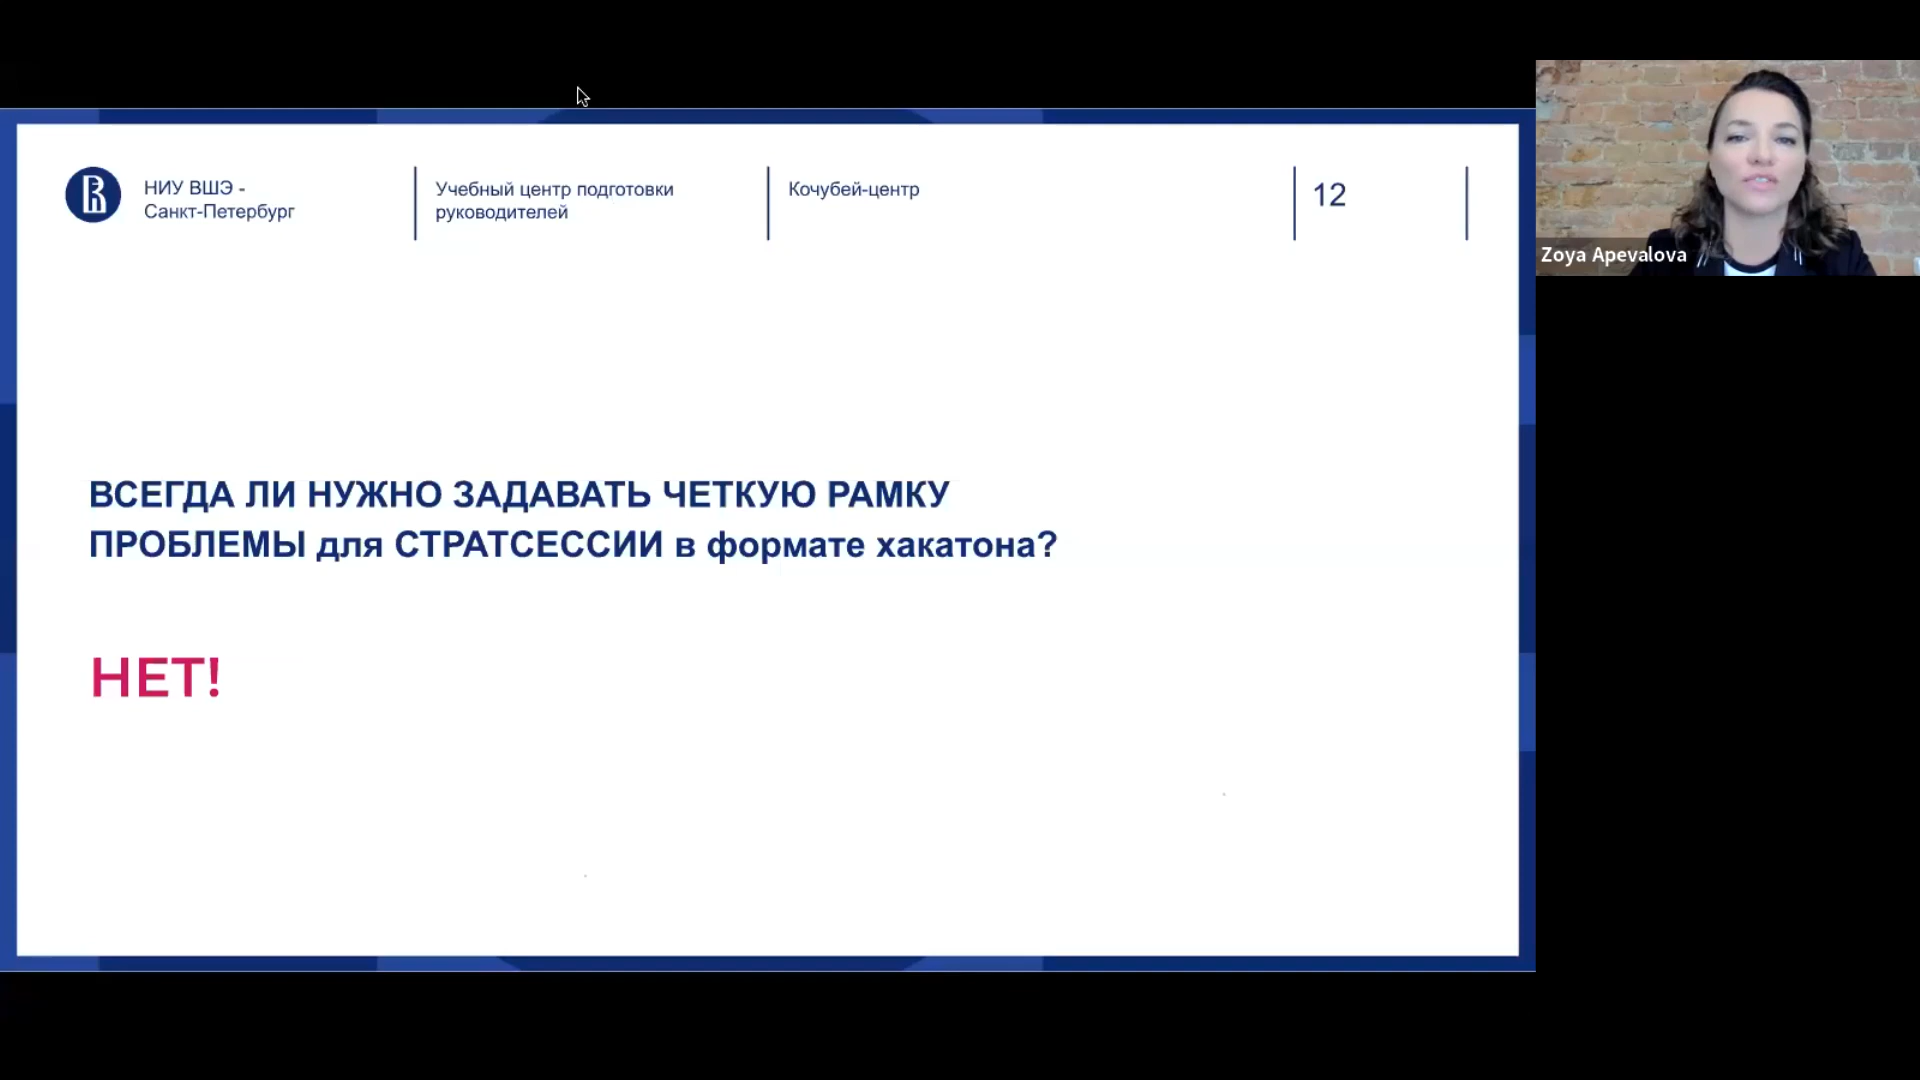 НИУ ВШЭ -
Санкт-Петербург
Учебный центр подготовки
руководителей
Кочубей-центр
12
Zoya Apevalova
ВСЕГДА ЛИ НУЖНО ЗАДАВАТЬ ЧЕТКУЮ РАМКУ
ПРОБЛЕМЫ для СТРАТСЕССИИ в формате хакатона?
НЕТ!